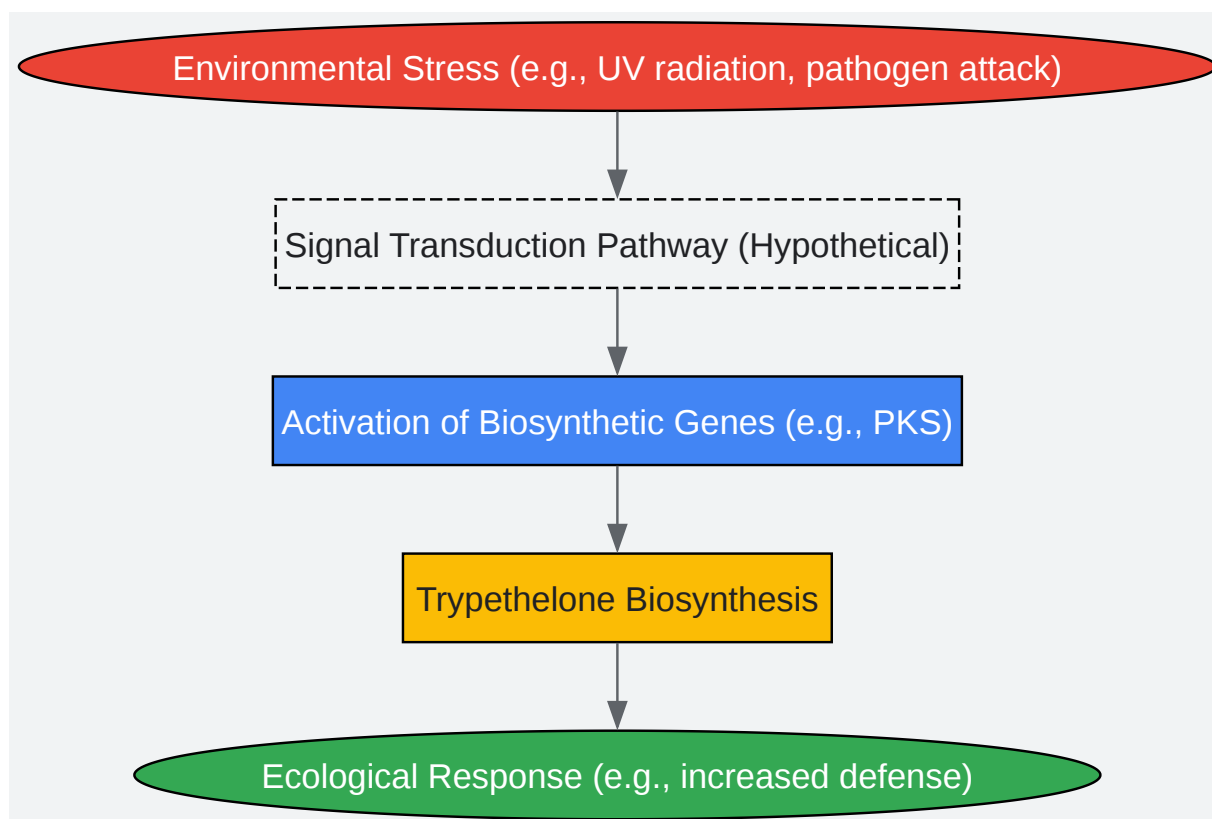 Environmental Stress (e.g., UV radiation, pathogen attack)
Signal Transduction Pathway (Hypothetical)
Activation of Biosynthetic Genes (e.g., PKS)
Trypethelone Biosynthesis
Ecological Response (e.g., increased defense)